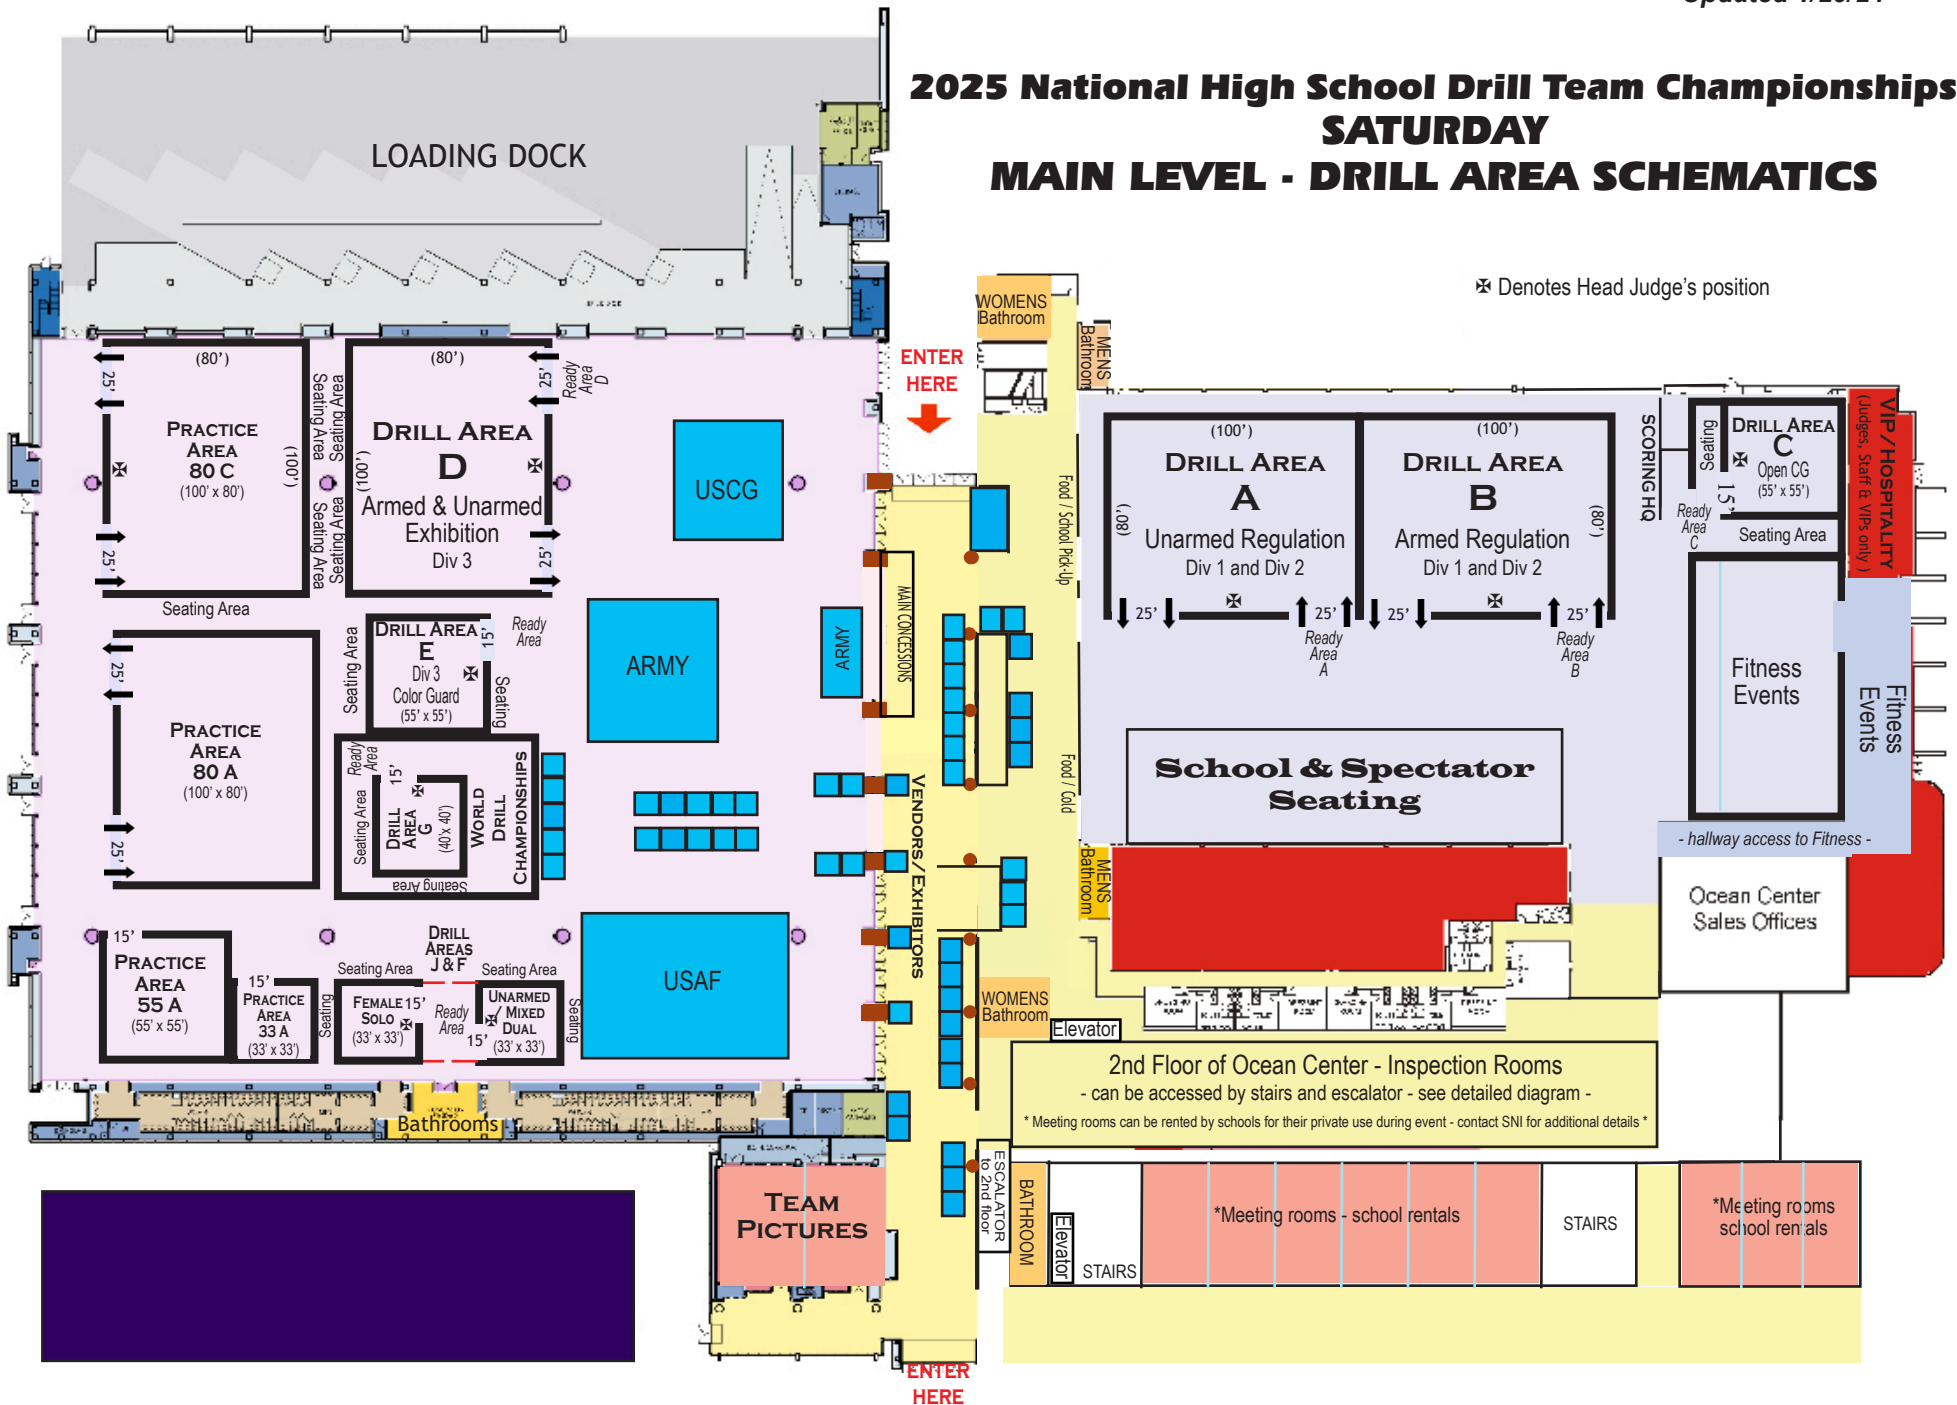 2025 National High School Drill Team Championships
SATURDAY
MAIN LEVEL - DRILL AREA SCHEMATICS
✠ Denotes Head Judge's position
LOADING DOCK
ENTER
HERE
WOMENS
Bathroom
MENS
Bathroom
(80')
25'
PRACTICE
AREA
80 C
(100' x 80')
(100')
25'
Seating Area
Seating Area
Seating Area
Seating Area
Seating Area
(80')
25'
Ready
Area
D
DRILL AREA
D
(100')
Armed & Unarmed
Exhibition
Div 3
25'
USCG
ARMY
ARMY
MAIN CONCESSIONS
Food / School Pick-Up
Food / Cold
(100')
DRILL AREA
A
(80')
Unarmed Regulation
Div 1 and Div 2
25'
25'
Ready
Area
A
(100')
DRILL AREA
B
(80')
Armed Regulation
Div 1 and Div 2
25'
25'
Ready
Area
B
SCORING HQ
Seating
DRILL AREA
C
Open CG
(55' x 55')
15'
Ready
Area
C
Seating Area
VIP/HOSPITALITY
(Judges, Staff & VIPs only )
Fitness
Events
Fitness
Events
- hallway access to Fitness -
Ocean Center
Sales Offices
School & Spectator
Seating
MENS
Bathroom
Seating Area
DRILL AREA
E
Div 3
Color Guard
(55' x 55')
15'
Ready
Area
Seating
25'
PRACTICE
AREA
80 A
(100' x 80')
25'
Ready
Area
15'
Seating Area
DRILL
AREA
G
(40'x 40')
WORLD
DRILL
CHAMPIONSHIPS
Seating Area
VENDORS/EXHIBITORS
15'
PRACTICE
AREA
55 A
(55' x 55')
15'
PRACTICE
AREA
33 A
(33' x 33')
Seating
DRILL
AREAS
J & F
Seating Area
FEMALE
SOLO
(33' x 33')
15'
Ready
Area
15'
Seating Area
UNARMED
/ MIXED
DUAL
(33' x 33')
Seating
USAF
WOMENS
Bathroom
Elevator
2nd Floor of Ocean Center - Inspection Rooms
- can be accessed by stairs and escalator - see detailed diagram -
* Meeting rooms can be rented by schools for their private use during event - contact SNI for additional details *
Bathrooms
TEAM
PICTURES
ESCALATOR
to 2nd floor
BATHROOM
Elevator
STAIRS
*Meeting rooms - school rentals
STAIRS
*Meeting rooms
school rentals
ENTER
HERE